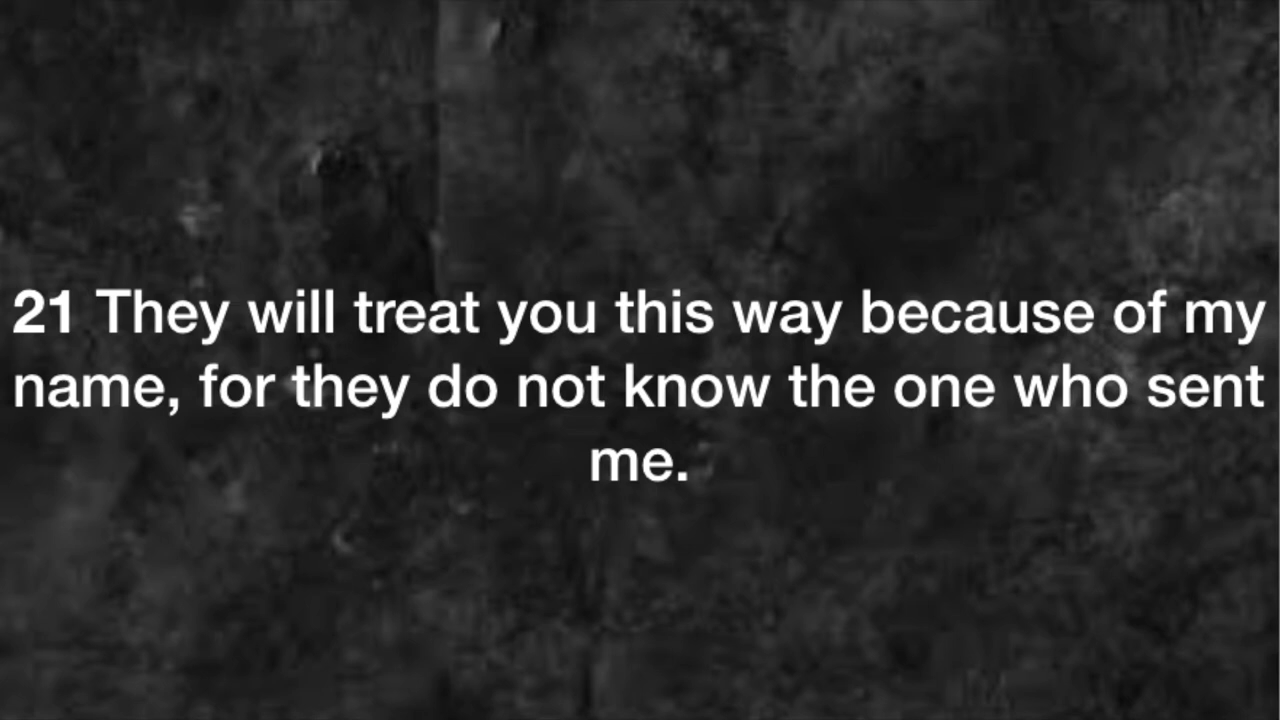 21 They will treat you this way because of my
name, for they do not know the one who sent
me.